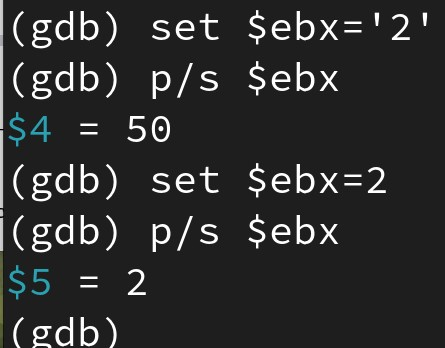 (gdb) set $ebx='2'
(gdb) p/s $ebx
$4 = 50
(gdb) set $ebx=2
(gdb) p/s $ebx
$5 = 2
(gdb)